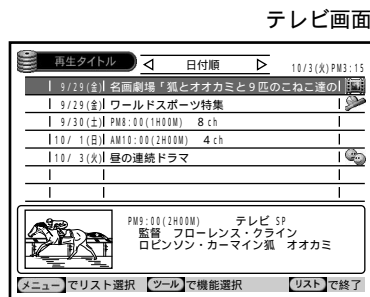 テレビ画面
再生タイトル ◁ 日付順 ▷ 10/3(火)PM3:15
9/29(金) 名画劇場「狐とオオカミと９匹のこねこ達の
9/29(金) ワールドスポーツ特集
9/30(土) PM8:00(1H00M) 8ch
10/ 1(日) AM10:00(2H00M) 4ch
10/ 3(火) 昼の連続ドラマ
PM9:00(2H00M) テレビ SP
監督 フローレンス・クライン
ロビンソン・カーマイン狐 オオカミ
メニュー でリスト選択 ツール で機能選択 リスト で終了